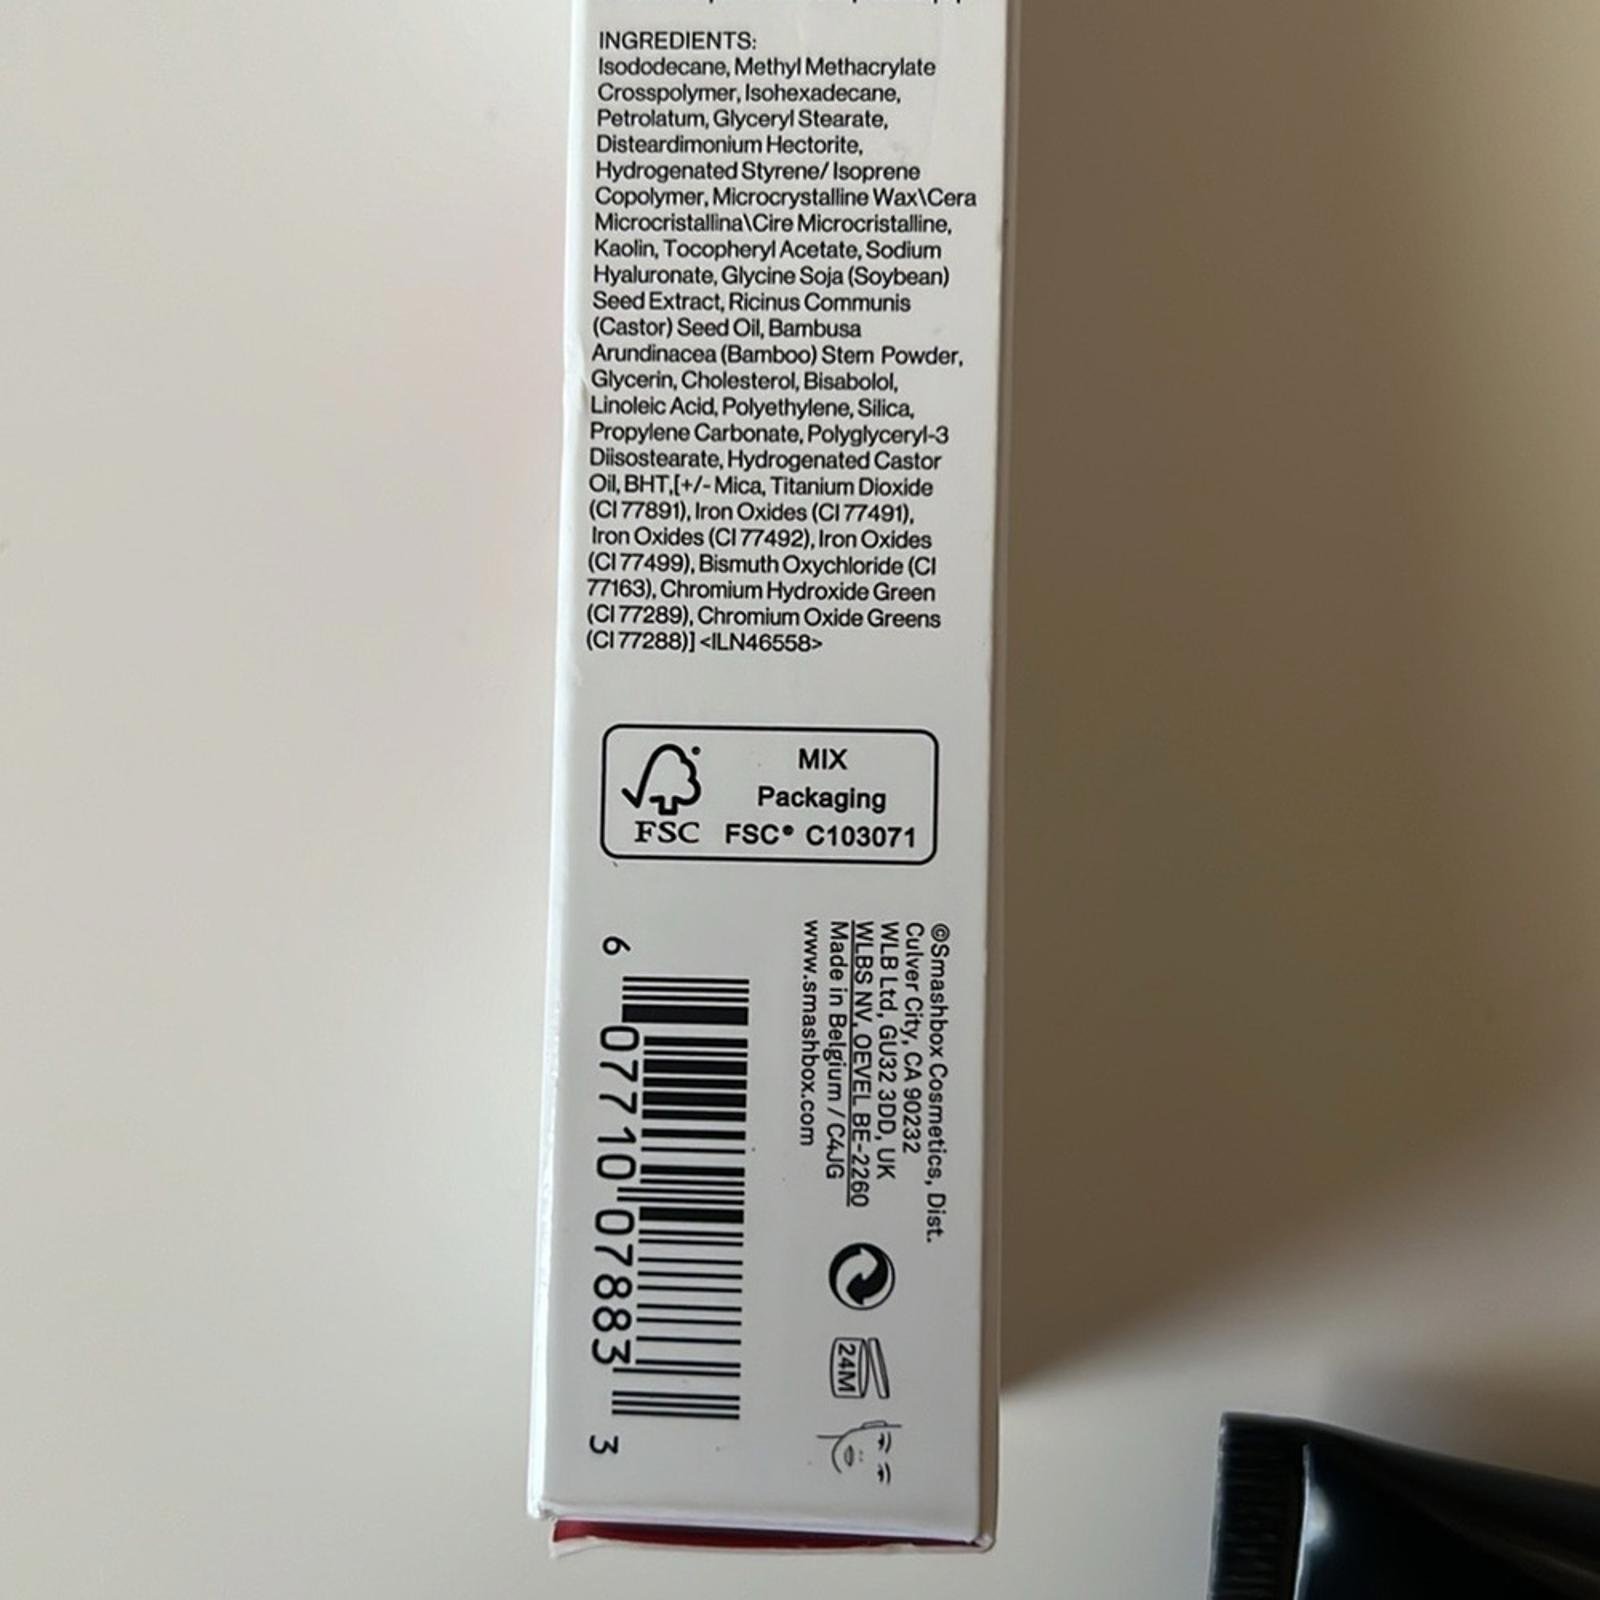 INGREDIENTS:
Isododecane, Methyl Methacrylate
Crosspolymer, Isohexadecane,
Petrolatum, Glyceryl Stearate,
Disteardimonium Hectorite,
Hydrogenated Styrene/ Isoprene
Copolymer, Microcrystalline Wax\Cera
Microcristallina\Cire Microcristalline,
Kaolin, Tocopheryl Acetate, Sodium
Hyaluronate, Glycine Soja (Soybean)
Seed Extract, Ricinus Communis
(Castor) Seed Oil, Bambusa
Arundinacea (Bamboo) Stem Powder,
Glycerin, Cholesterol, Bisabolol,
Linoleic Acid, Polyethylene, Silica,
Propylene Carbonate, Polyglyceryl-3
Diisostearate, Hydrogenated Castor
Oil, BHT,[+/- Mica, Titanium Dioxide
(CI 77891), Iron Oxides (CI 77491),
Iron Oxides (CI 77492), Iron Oxides
(CI 77499), Bismuth Oxychloride (CI
77163), Chromium Hydroxide Green
(CI 77289), Chromium Oxide Greens
(CI 77288)] <ILN46558>
MIX
Packaging
FSC FSC® C103071
©Smashbox Cosmetics, Dist.
Culver City, CA 90232
WLB Ltd, GU32 3DD, UK
WLBS NV, OEVEL BE-2260
Made in Belgium / C4JG
www.smashbox.com
24M
6 07710 07883 3